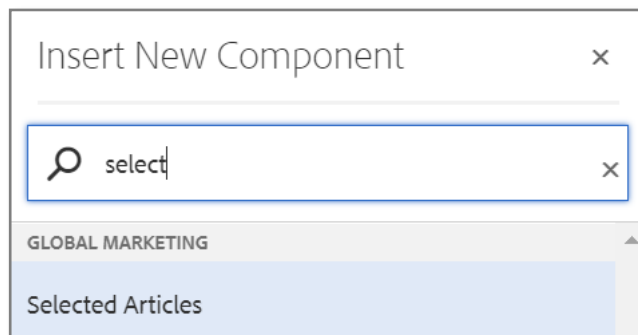 Insert New Component
select
GLOBAL MARKETING
Selected Articles